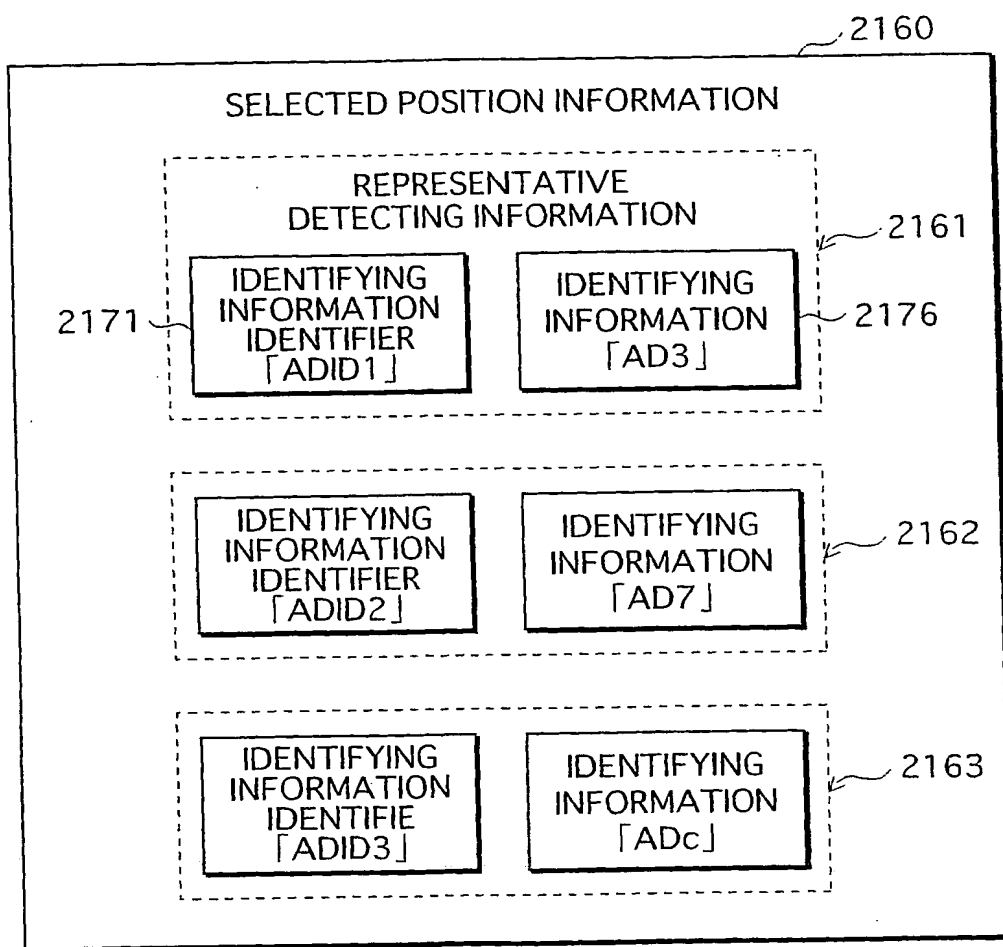 2160
SELECTED POSITION INFORMATION
REPRESENTATIVE
DETECTING INFORMATION
2161
IDENTIFYING
INFORMATION
IDENTIFIER
「ADID1」
2171
IDENTIFYING
INFORMATION
「AD3」
2176
IDENTIFYING
INFORMATION
IDENTIFIER
「ADID2」
IDENTIFYING
INFORMATION
「AD7」
2162
IDENTIFYING
INFORMATION
IDENTIFIE
「ADID3」
IDENTIFYING
INFORMATION
「ADc」
2163